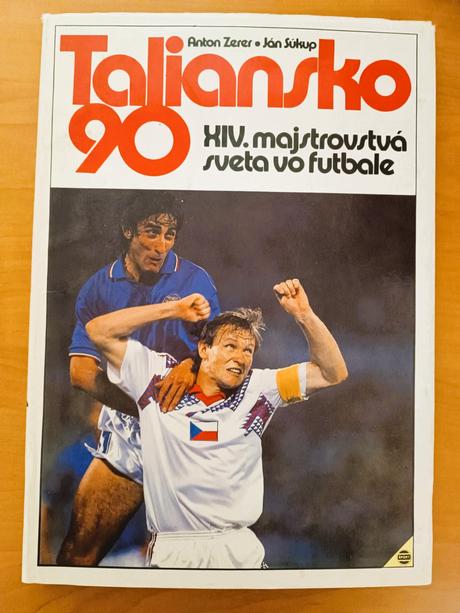 Anton Zerer • Ján Súkup
Taliansko
90
XIV. majstrovstvá
sveta vo futbale